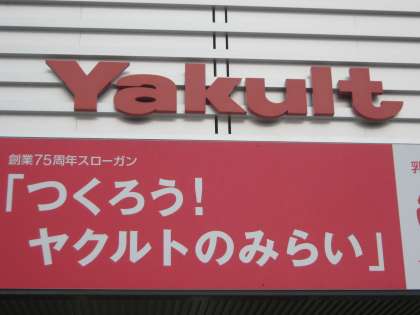 Yakult
創業75周年スローガン
「つくろう!
ヤクルトのみらい」
乳